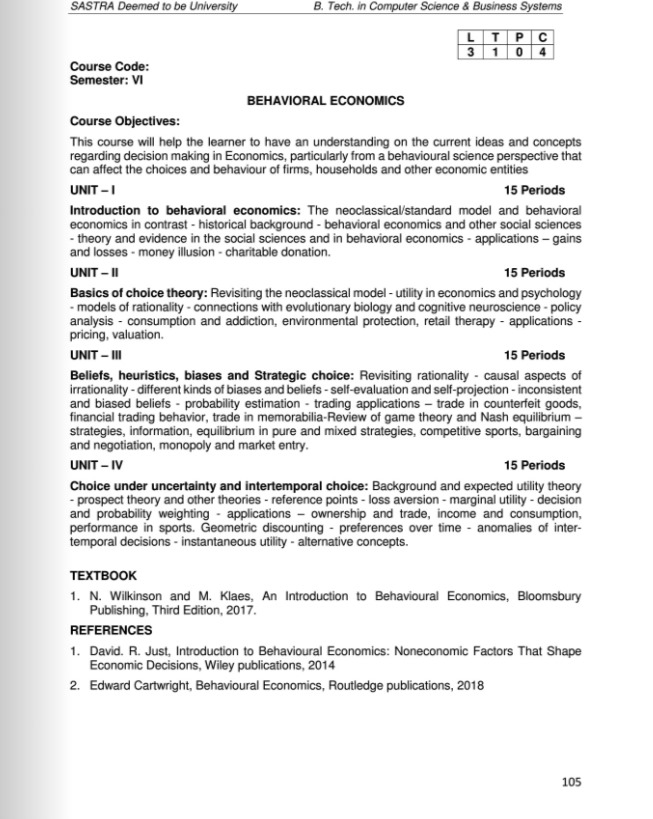 SASTRA Deemed to be University B. Tech. in Computer Science & Business Systems
L T P C
3 1 0 4
Course Code:
Semester: VI
BEHAVIORAL ECONOMICS
Course Objectives:
This course will help the learner to have an understanding on the current ideas and concepts
regarding decision making in Economics, particularly from a behavioural science perspective that
can affect the choices and behaviour of firms, households and other economic entities
UNIT – I 15 Periods
Introduction to behavioral economics: The neoclassical/standard model and behavioral
economics in contrast - historical background - behavioral economics and other social sciences
- theory and evidence in the social sciences and in behavioral economics - applications – gains
and losses - money illusion - charitable donation.
UNIT – II 15 Periods
Basics of choice theory: Revisiting the neoclassical model - utility in economics and psychology
- models of rationality - connections with evolutionary biology and cognitive neuroscience - policy
analysis - consumption and addiction, environmental protection, retail therapy - applications -
pricing, valuation.
UNIT – III 15 Periods
Beliefs, heuristics, biases and Strategic choice: Revisiting rationality - causal aspects of
irrationality - different kinds of biases and beliefs - self-evaluation and self-projection - inconsistent
and biased beliefs - probability estimation - trading applications – trade in counterfeit goods,
financial trading behavior, trade in memorabilia-Review of game theory and Nash equilibrium –
strategies, information, equilibrium in pure and mixed strategies, competitive sports, bargaining
and negotiation, monopoly and market entry.
UNIT – IV 15 Periods
Choice under uncertainty and intertemporal choice: Background and expected utility theory
- prospect theory and other theories - reference points - loss aversion - marginal utility - decision
and probability weighting - applications – ownership and trade, income and consumption,
performance in sports. Geometric discounting - preferences over time - anomalies of inter-
temporal decisions - instantaneous utility - alternative concepts.
TEXTBOOK
1. N. Wilkinson and M. Klaes, An Introduction to Behavioural Economics, Bloomsbury
Publishing, Third Edition, 2017.
REFERENCES
1. David. R. Just, Introduction to Behavioural Economics: Noneconomic Factors That Shape
Economic Decisions, Wiley publications, 2014
2. Edward Cartwright, Behavioural Economics, Routledge publications, 2018
105